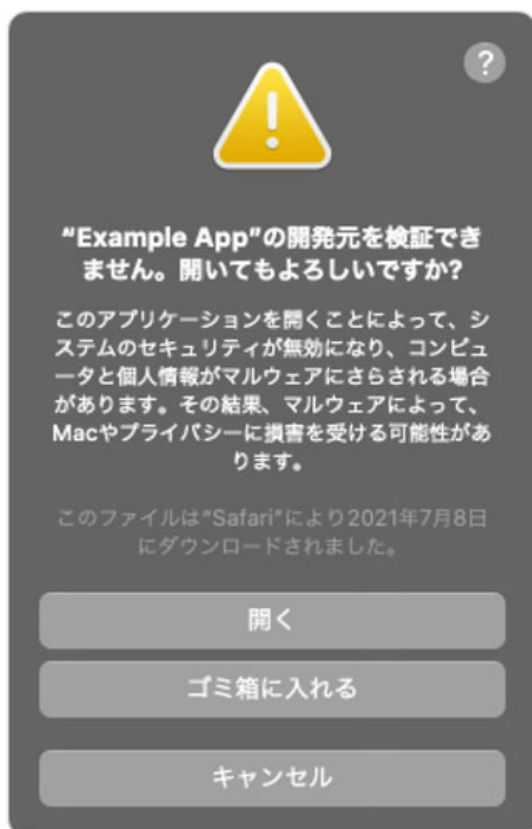 ?
“Example App”の開発元を検証でき
ません。開いてもよろしいですか?
このアプリケーションを開くことによって、シ
ステムのセキュリティが無効になり、コンピュ
ータと個人情報がマルウェアにさらされる場合
があります。その結果、マルウェアによって、
Macやプライバシーに損害を受ける可能性があ
ります。
このファイルは“Safari”により2021年7月8日
にダウンロードされました。
開く
ゴミ箱に入れる
キャンセル